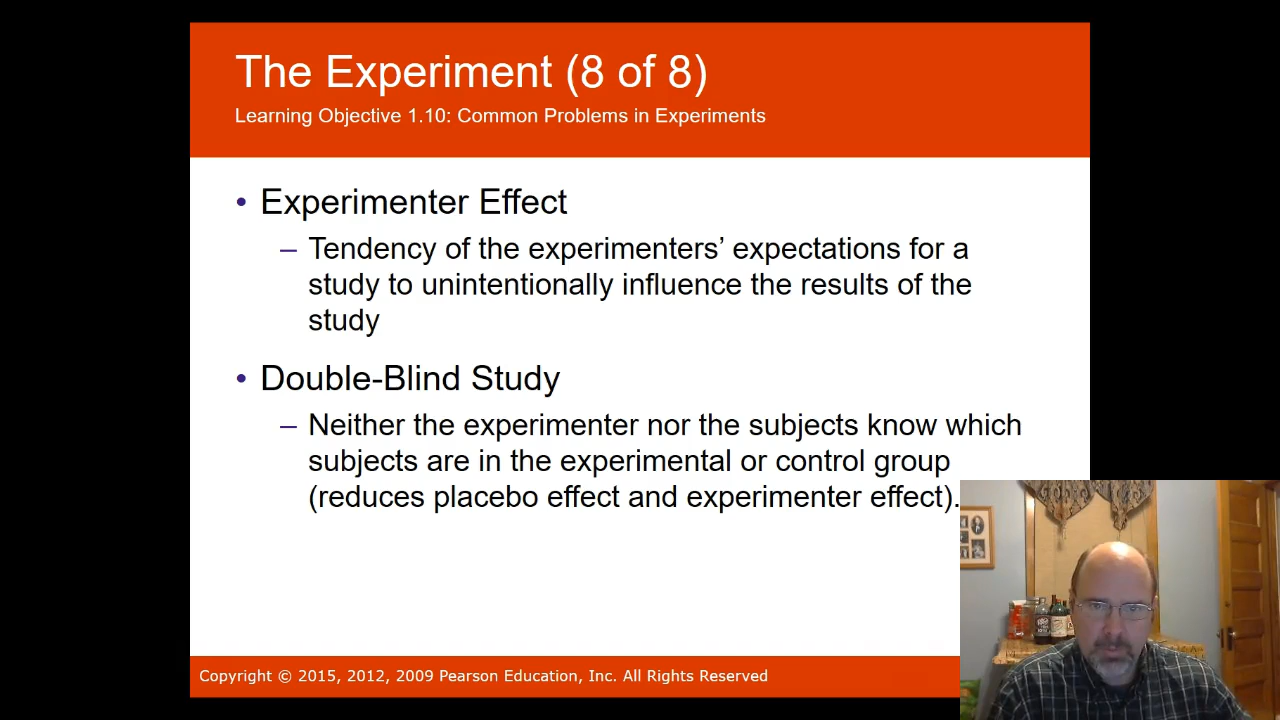 The Experiment (8 of 8)
Learning Objective 1.10: Common Problems in Experiments
• Experimenter Effect
– Tendency of the experimenters’ expectations for a
study to unintentionally influence the results of the
study
• Double-Blind Study
– Neither the experimenter nor the subjects know which
subjects are in the experimental or control group
(reduces placebo effect and experimenter effect).
Copyright © 2015, 2012, 2009 Pearson Education, Inc. All Rights Reserved